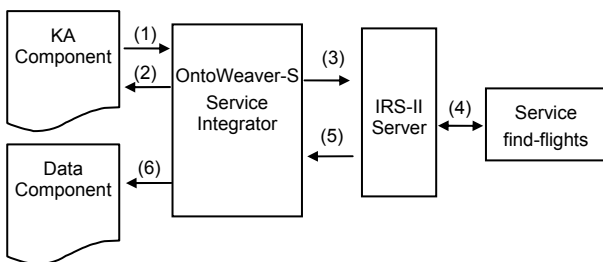 KA
Component
(1)
(2)
OntoWeaver-S
Service
Integrator
(3)
(5)
IRS-II
Server
(4)
Service
find-flights
Data
Component
(6)